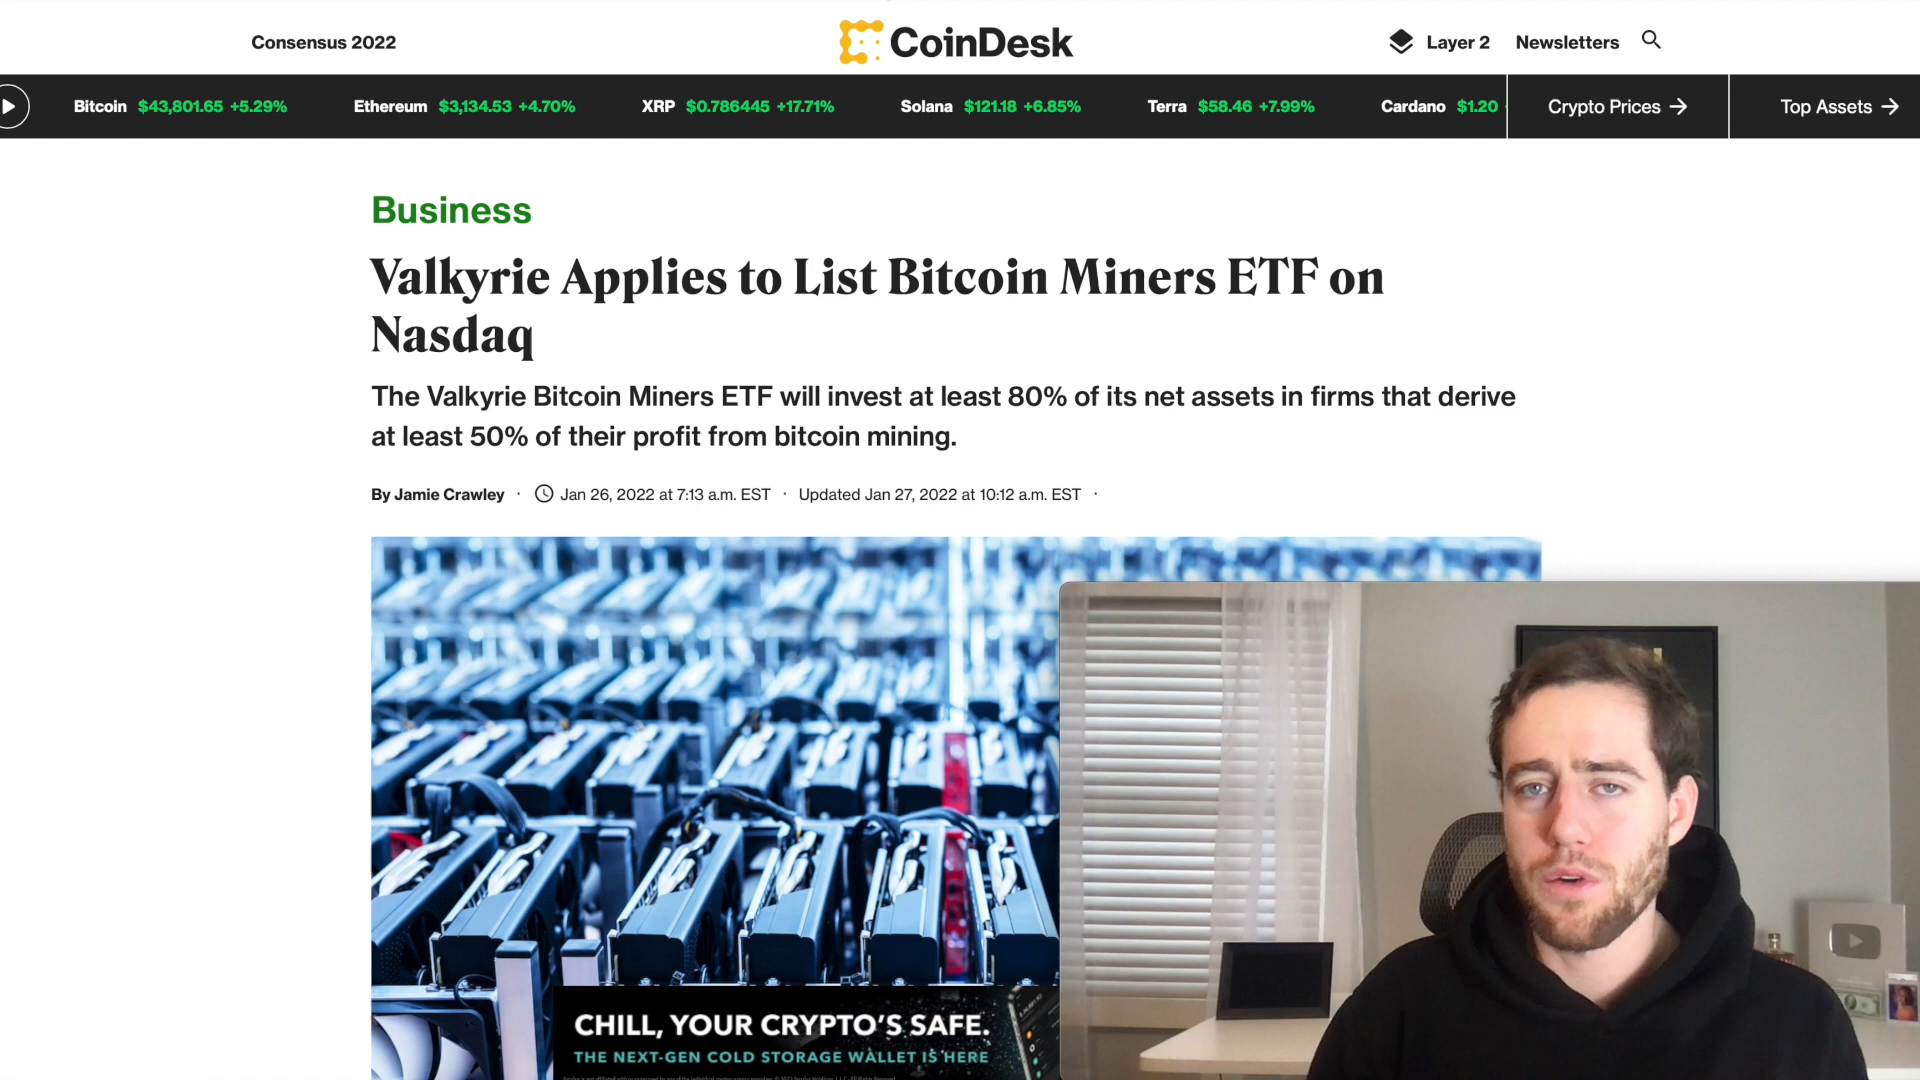 Consensus 2022
CoinDesk
Layer 2
Newsletters
Bitcoin $43,801.65 +5.29%
Ethereum $3,134.53 +4.70%
XRP $0.786445 +17.71%
Solana $121.18 +6.85%
Terra $58.46 +7.99%
Cardano $1.20
Crypto Prices →
Top Assets →
Business
Valkyrie Applies to List Bitcoin Miners ETF on
Nasdaq
The Valkyrie Bitcoin Miners ETF will invest at least 80% of its net assets in firms that derive
at least 50% of their profit from bitcoin mining.
By Jamie Crawley · Jan 26, 2022 at 7:13 a.m. EST · Updated Jan 27, 2022 at 10:12 a.m. EST ·
CHILL, YOUR CRYPTO'S SAFE.
THE NEXT-GEN COLD STORAGE WALLET IS HERE